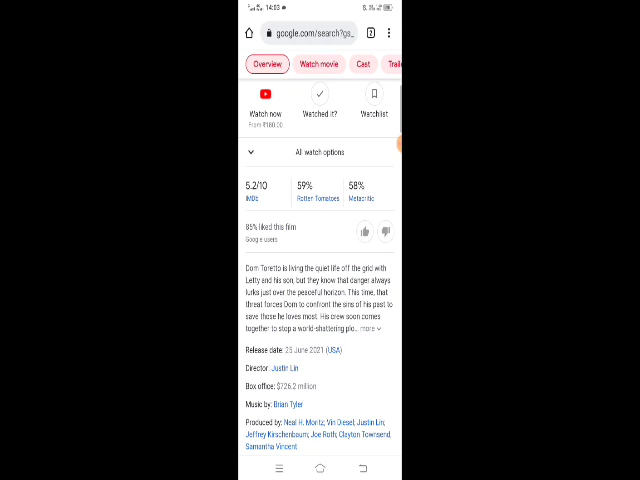 14:03
google.com/search?gs_
2
Overview Watch movie Cast Trail
Watch now Watched it? Watchlist
From ₹180.00
All watch options
5.2/10 59% 58%
IMDb Rotten Tomatoes Metacritic
85% liked this film
Google users
Dom Toretto is living the quiet life off the grid with
Letty and his son, but they know that danger always
lurks just over the peaceful horizon. This time, that
threat forces Dom to confront the sins of his past to
save those he loves most. His crew soon comes
together to stop a world-shattering plo... more
Release date: 25 June 2021 (USA)
Director: Justin Lin
Box office: $726.2 million
Music by: Brian Tyler
Produced by: Neal H. Moritz; Vin Diesel; Justin Lin;
Jeffrey Kirschenbaum; Joe Roth; Clayton Townsend;
Samantha Vincent